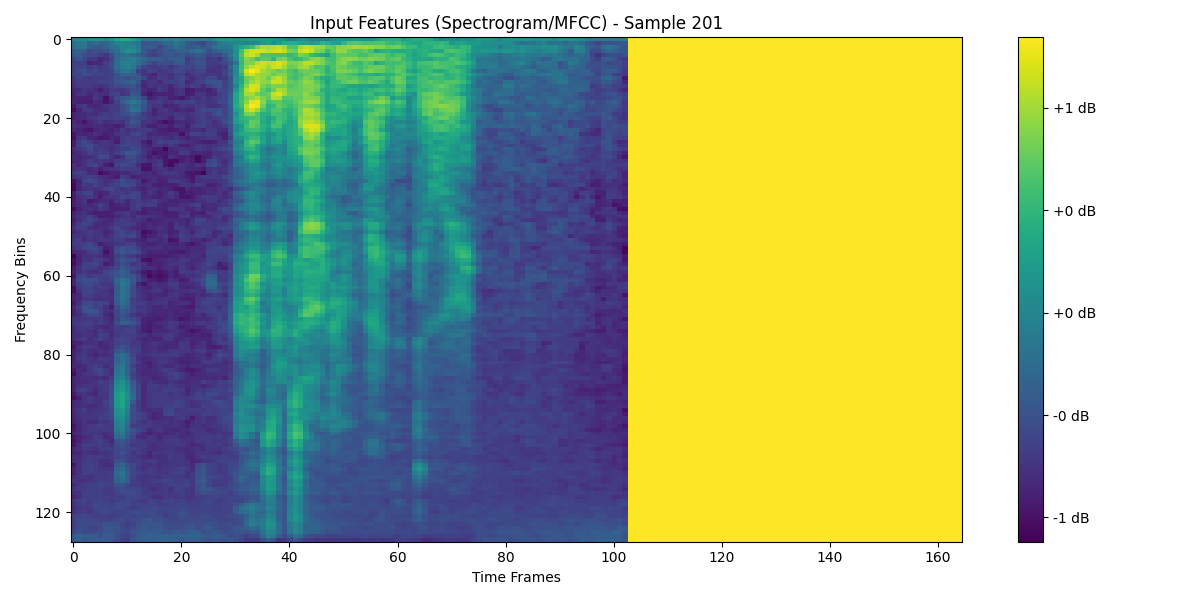 Input Features (Spectrogram/MFCC) - Sample 201
Frequency Bins
0
20
40
60
80
100
120
0 20 40 60 80 100 120 140 160
Time Frames
+1 dB
+0 dB
+0 dB
-0 dB
-1 dB